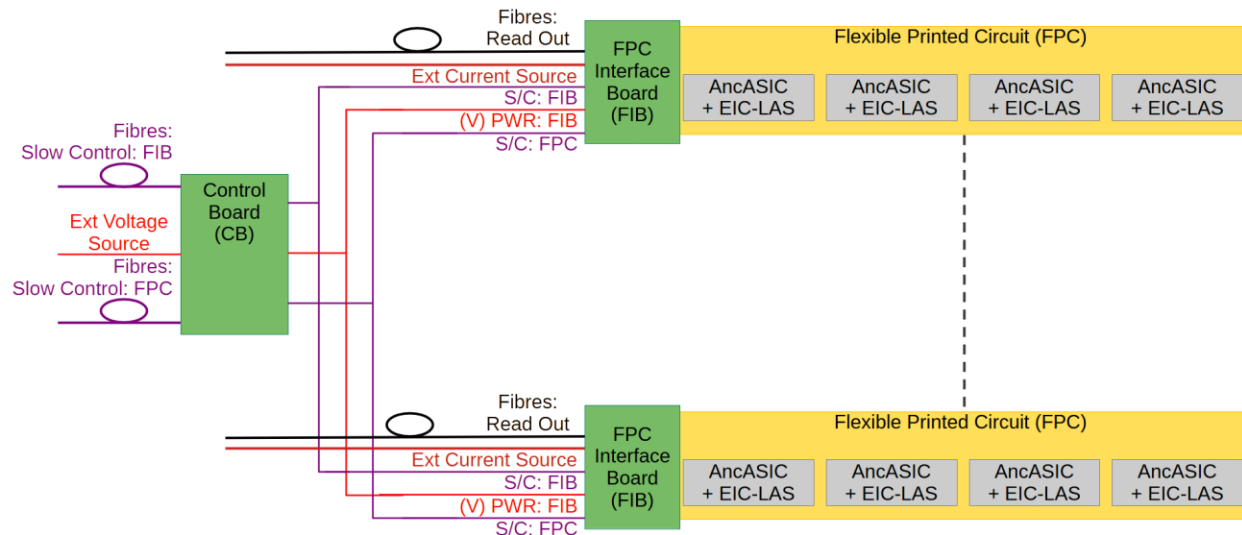 Fibres:
Read Out
Ext Current Source
S/C: FIB
(V) PWR: FIB
S/C: FPC
FPC
Interface
Board
(FIB)
Flexible Printed Circuit (FPC)
AncASIC
+ EIC-LAS
AncASIC
+ EIC-LAS
AncASIC
+ EIC-LAS
AncASIC
+ EIC-LAS
Fibres:
Slow Control: FIB
Ext Voltage
Source
Fibres:
Slow Control: FPC
Control
Board
(CB)
Fibres:
Read Out
Ext Current Source
S/C: FIB
(V) PWR: FIB
S/C: FPC
FPC
Interface
Board
(FIB)
Flexible Printed Circuit (FPC)
AncASIC
+ EIC-LAS
AncASIC
+ EIC-LAS
AncASIC
+ EIC-LAS
AncASIC
+ EIC-LAS